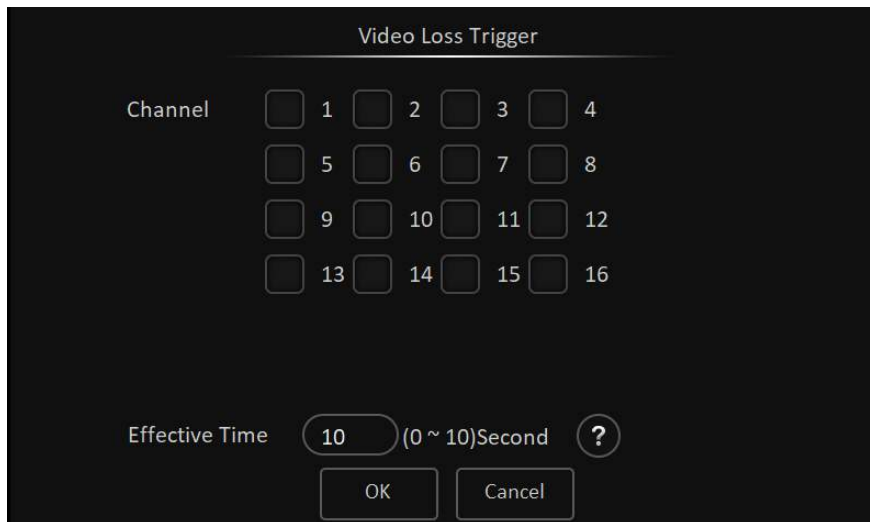 Video Loss Trigger
Channel 1 2 3 4
5 6 7 8
9 10 11 12
13 14 15 16
Effective Time 10 (0 ~ 10)Second ?
OK Cancel